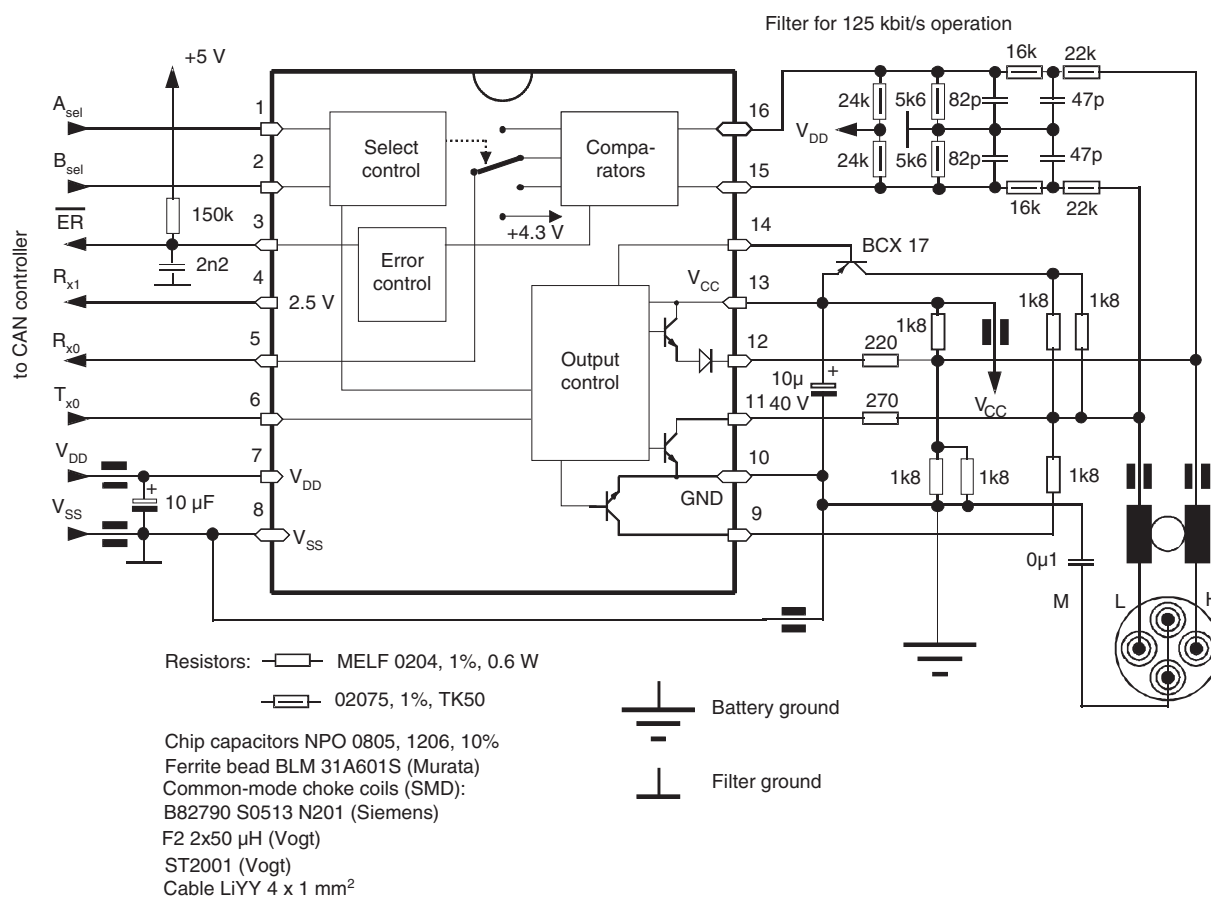 Filter for 125 kbit/s operation
+5 V
16k 22k
A_sel 1 16
24k 5k6 82p 47p
V_DD
B_sel 2 15
24k 5k6 82p 47p
16k 22k
Select control
Compa-rators
+4.3 V
150k
ER 3 14
BCX 17
2n2
Error control
to CAN controller
R_x1 4 2.5 V
V_CC 13
1k8 1k8 1k8
R_x0 5 12 220
Output control
10µ + 40 V
V_CC
T_x0 6 11 270
V_DD 7 V_DD 10
GND
1k8 1k8 1k8
+ 10 µF
V_SS 8 V_SS 9
0µ1
M L H
Resistors: MELF 0204, 1%, 0.6 W
02075, 1%, TK50
Battery ground
Chip capacitors NPO 0805, 1206, 10%
Ferrite bead BLM 31A601S (Murata)
Common-mode choke coils (SMD):
Filter ground
B82790 S0513 N201 (Siemens)
F2 2x50 µH (Vogt)
ST2001 (Vogt)
Cable LiYY 4 x 1 mm²